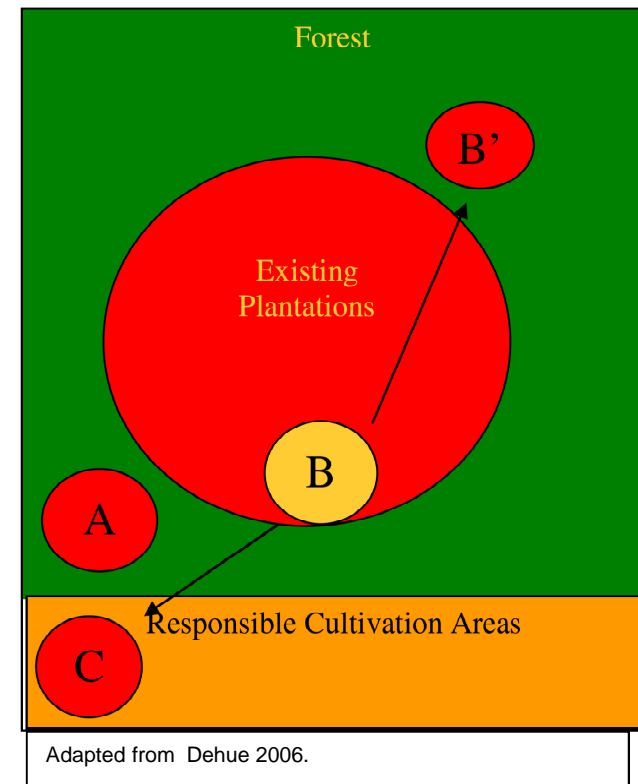 Forest
B’
Existing
Plantations
B
A
Responsible Cultivation Areas
C
Adapted from  Dehue 2006.